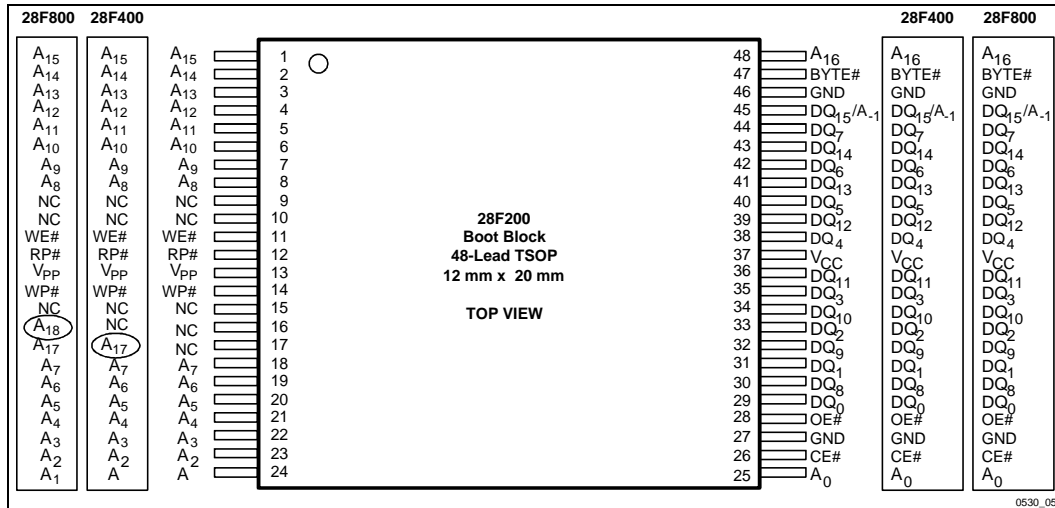 28F800 28F400 28F400 28F800
A15 A15 A15 1 48 A16 A16 A16
A14 A14 A14 2 47 BYTE# BYTE# BYTE#
A13 A13 A13 3 46 GND GND GND
A12 A12 A12 4 45 DQ15/A-1 DQ15/A-1 DQ15/A-1
A11 A11 A11 5 44 DQ7 DQ7 DQ7
A10 A10 A10 6 43 DQ14 DQ14 DQ14
A9 A9 A9 7 42 DQ6 DQ6 DQ6
A8 A8 A8 8 41 DQ13 DQ13 DQ13
NC NC NC 9 40 DQ5 DQ5 DQ5
NC NC NC 10 28F200 39 DQ12 DQ12 DQ12
WE# WE# WE# 11 Boot Block 38 DQ4 DQ4 DQ4
RP# RP# RP# 12 48-Lead TSOP 37 VCC VCC VCC
VPP VPP VPP 13 12 mm x 20 mm 36 DQ11 DQ11 DQ11
WP# WP# WP# 14 35 DQ3 DQ3 DQ3
NC NC NC 15 TOP VIEW 34 DQ10 DQ10 DQ10
A18 NC NC 16 33 DQ2 DQ2 DQ2
A17 A17 NC 17 32 DQ9 DQ9 DQ9
A7 A7 A7 18 31 DQ1 DQ1 DQ1
A6 A6 A6 19 30 DQ8 DQ8 DQ8
A5 A5 A5 20 29 DQ0 DQ0 DQ0
A4 A4 A4 21 28 OE# OE# OE#
A3 A3 A3 22 27 GND GND GND
A2 A2 A2 23 26 CE# CE# CE#
A1 A A 24 25 A0 A0 A0
0530_05